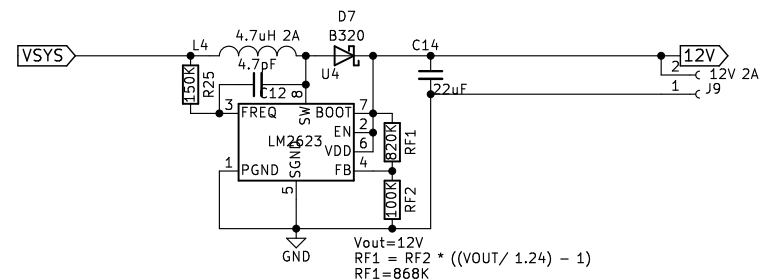 D7
L4 4.7uH 2A B320 C14
VSYS 12V
4.7pF U4 2 12V 2A
150K R25 C12 8 22uF 1 J9
3 FREQ SW BOOT 7
EN 2
LM2623 820K RF1
SGND VDD 6
1 PGND FB 4
5 100K RF2
GND
Vout=12V
RF1 = RF2 * ((VOUT/ 1.24) - 1)
RF1=868K